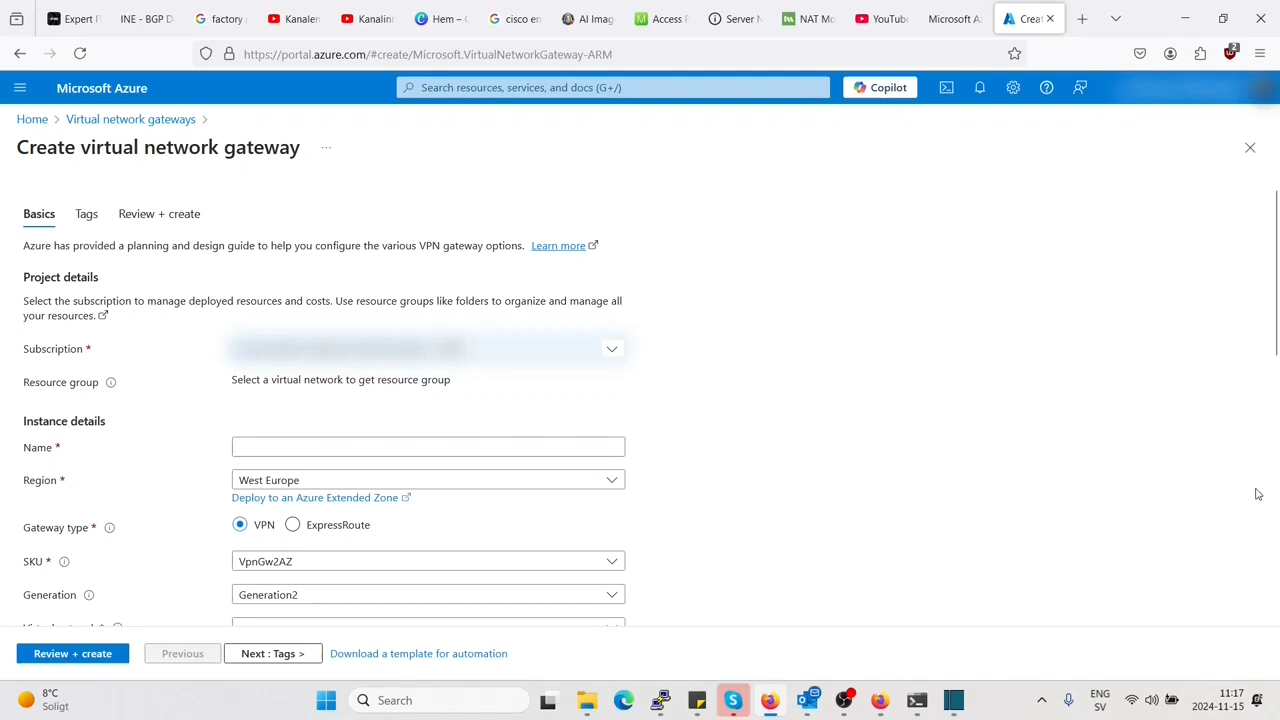 Expert
INE - BGP D
factory
Kanalen
Kanalin
Hem –
cisco en
AI Imag
Access
Server
NAT Mo
YouTube
Microsoft A
Creat
https://portal.azure.com/#create/Microsoft.VirtualNetworkGateway-ARM
2
Microsoft Azure
Search resources, services, and docs (G+/)
Copilot
Home > Virtual network gateways >
Create virtual network gateway ...
Basics
Tags
Review + create
Azure has provided a planning and design guide to help you configure the various VPN gateway options. Learn more
Project details
Select the subscription to manage deployed resources and costs. Use resource groups like folders to organize and manage all
your resources.
Subscription *
Resource group
Select a virtual network to get resource group
Instance details
Name *
Region *
West Europe
Deploy to an Azure Extended Zone
Gateway type *
VPN
ExpressRoute
SKU *
VpnGw2AZ
Generation
Generation2
Review + create
Previous
Next : Tags >
Download a template for automation
8°C
Soligt
Search
ENG
SV
11:17
2024-11-15